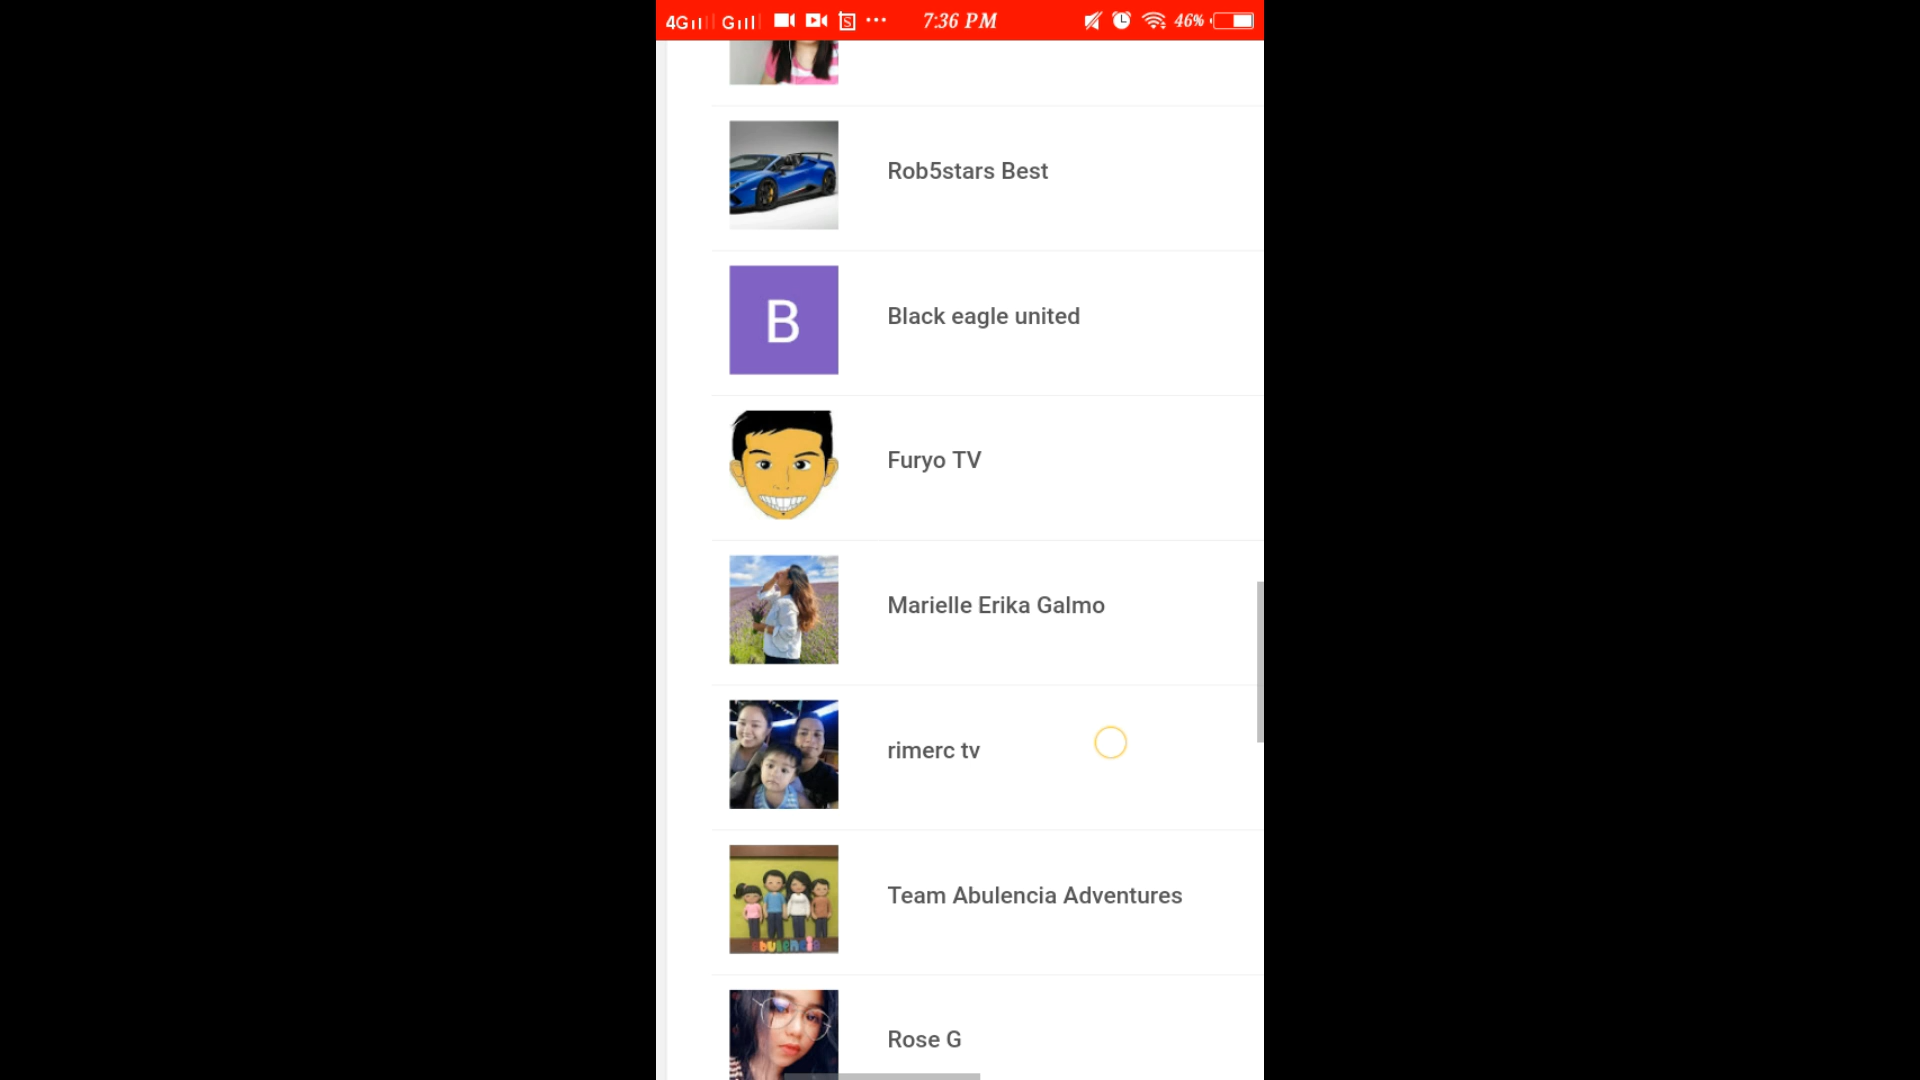 4G G S ... 7:36 PM 46%
Rob5stars Best
B
Black eagle united
Furyo TV
Marielle Erika Galmo
rimerc tv
Team Abulencia Adventures
abulencia
Rose G